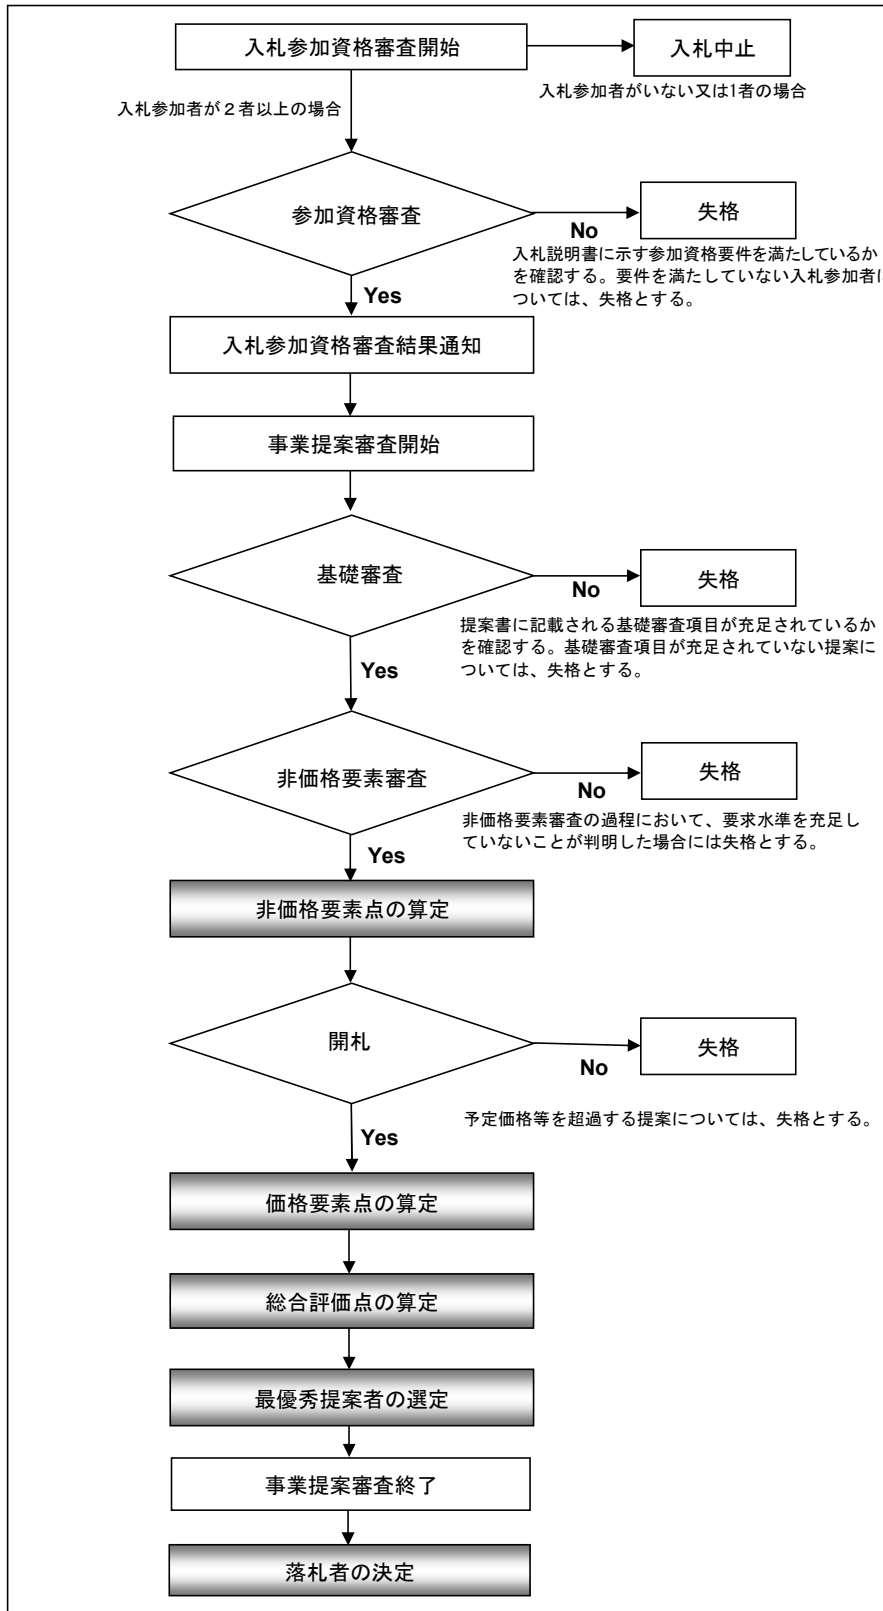 入札参加資格審査開始
入札中止
入札参加者がいない又は1者の場合
入札参加者が２者以上の場合
参加資格審査
失格
No
入札説明書に示す参加資格要件を満たしているか
を確認する。要件を満たしていない入札参加者に
ついては、失格とする。
Yes
入札参加資格審査結果通知
事業提案審査開始
基礎審査
失格
No
提案書に記載される基礎審査項目が充足されているか
を確認する。基礎審査項目が充足されていない提案に
ついては、失格とする。
Yes
非価格要素審査
失格
No
非価格要素審査の過程において、要求水準を充足し
ていないことが判明した場合には失格とする。
Yes
非価格要素点の算定
開札
失格
No
予定価格等を超過する提案については、失格とする。
Yes
価格要素点の算定
総合評価点の算定
最優秀提案者の選定
事業提案審査終了
落札者の決定